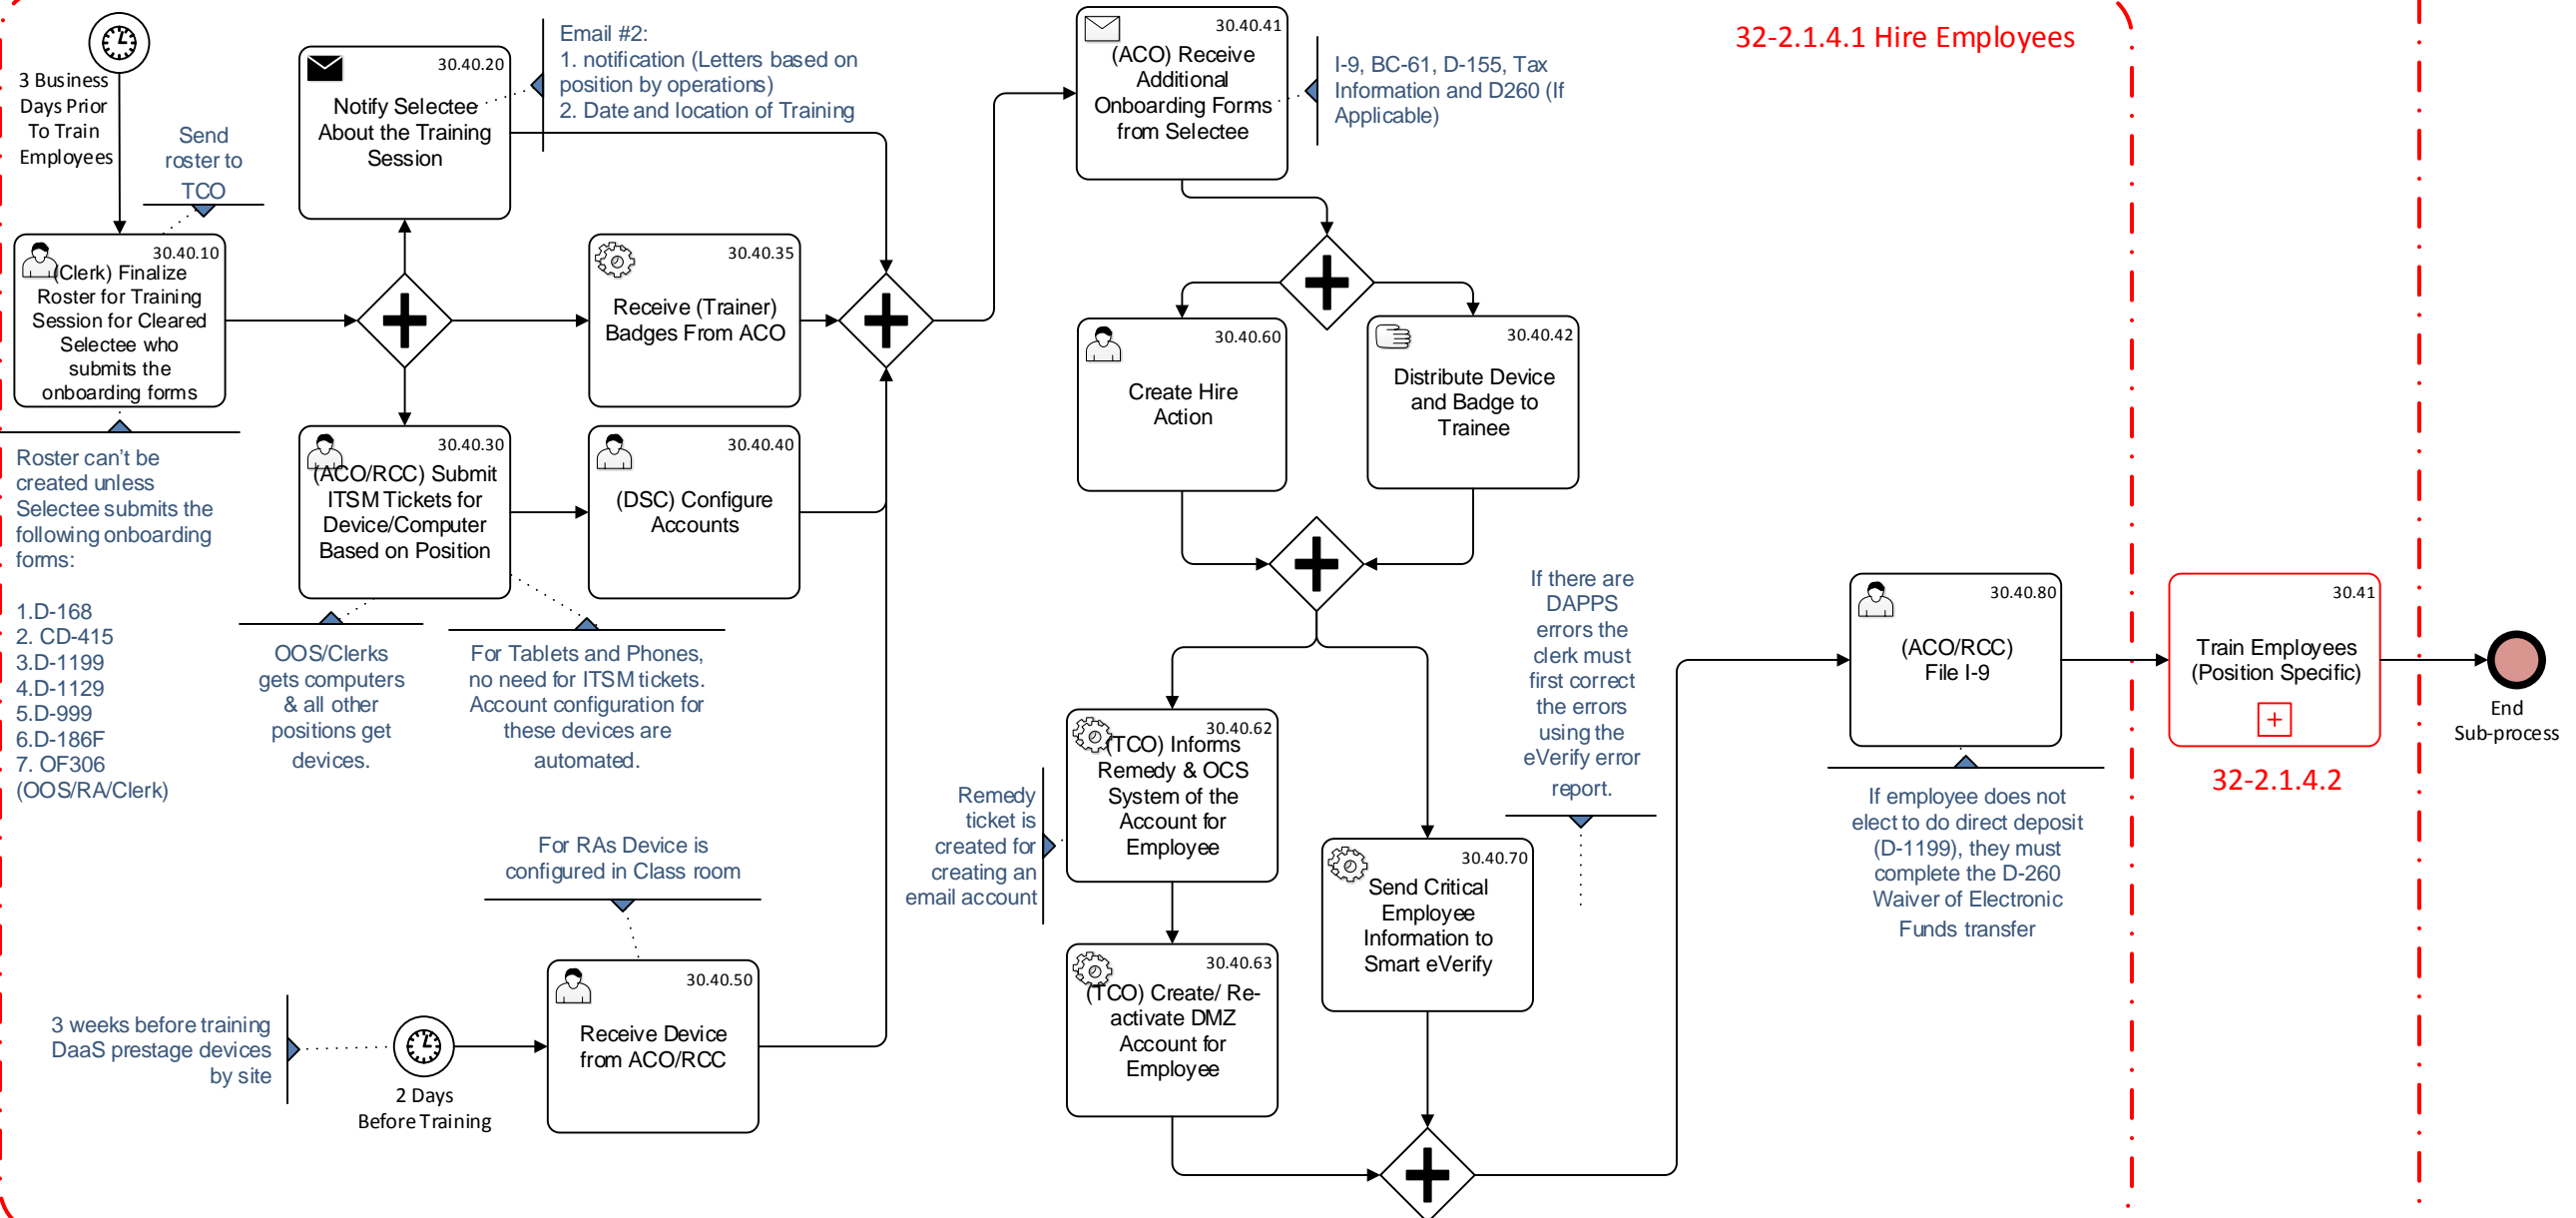 32-2.1.4.1 Hire Employees
3 Business
Days Prior
To Train
Employees
Send
roster to
TCO
30.40.10
(Clerk) Finalize
Roster for Training
Session for Cleared
Selectee who
submits the
onboarding forms
Roster can't be
created unless
Selectee submits the
following onboarding
forms:
1.D-168
2. CD-415
3.D-1199
4.D-1129
5.D-999
6.D-186F
7. OF306
(OOS/RA/Clerk)
30.40.20
Notify Selectee
About the Training
Session
Email #2:
1. notification (Letters based on
position by operations)
2. Date and location of Training
30.40.35
Receive (Trainer)
Badges From ACO
30.40.30
(ACO/RCC) Submit
ITSM Tickets for
Device/Computer
Based on Position
30.40.40
(DSC) Configure
Accounts
OOS/Clerks
gets computers
& all other
positions get
devices.
For Tablets and Phones,
no need for ITSM tickets.
Account configuration for
these devices are
automated.
For RAs Device is
configured in Class room
3 weeks before training
DaaS prestage devices
by site
2 Days
Before Training
30.40.50
Receive Device
from ACO/RCC
30.40.41
(ACO) Receive
Additional
Onboarding Forms
from Selectee
I-9, BC-61, D-155, Tax
Information and D260 (If
Applicable)
30.40.60
Create Hire
Action
30.40.42
Distribute Device
and Badge to
Trainee
30.40.62
(TCO) Informs
Remedy & OCS
System of the
Account for
Employee
Remedy
ticket is
created for
creating an
email account
30.40.63
(TCO) Create/ Re-
activate DMZ
Account for
Employee
30.40.70
Send Critical
Employee
Information to
Smart eVerify
If there are
DAPPS
errors the
clerk must
first correct
the errors
using the
eVerify error
report.
30.40.80
(ACO/RCC)
File I-9
If employee does not
elect to do direct deposit
(D-1199), they must
complete the D-260
Waiver of Electronic
Funds transfer
30.41
Train Employees
(Position Specific)
32-2.1.4.2
End
Sub-process